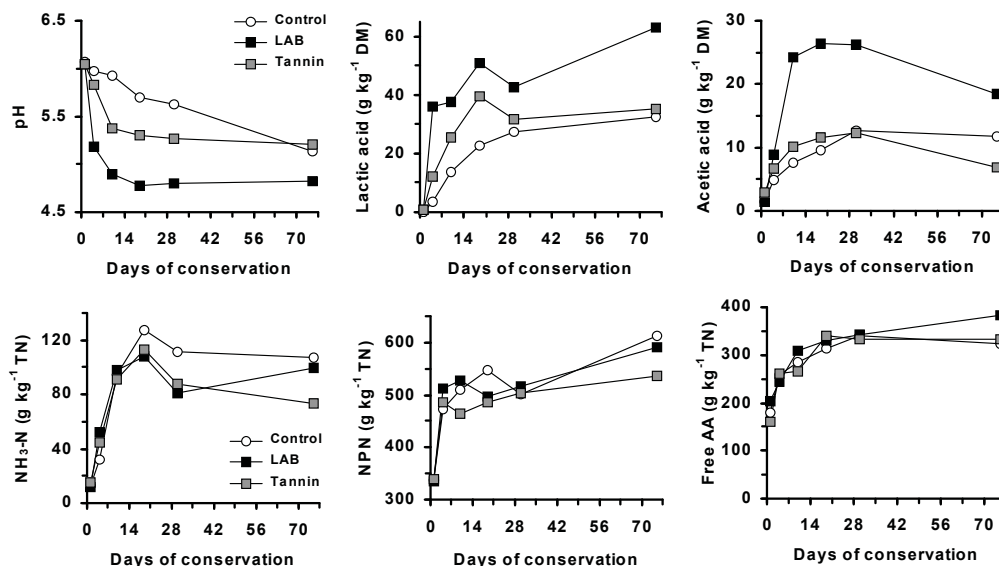 6.5
5.5
4.5
pH
0 14 28 42 56 70
Days of conservation
Control
LAB
Tannin
60
40
20
0
Lactic acid (g kg⁻¹ DM)
0 14 28 42 56 70
Days of conservation
30
20
10
0
Acetic acid (g kg⁻¹ DM)
0 14 28 42 56 70
Days of conservation
120
80
40
0
NH₃-N (g kg⁻¹ TN)
0 14 28 42 56 70
Days of conservation
Control
LAB
Tannin
600
500
400
300
NPN (g kg⁻¹ TN)
0 14 28 42 56 70
Days of conservation
400
300
200
100
0
Free AA (g kg⁻¹ TN)
0 14 28 42 56 70
Days of conservation